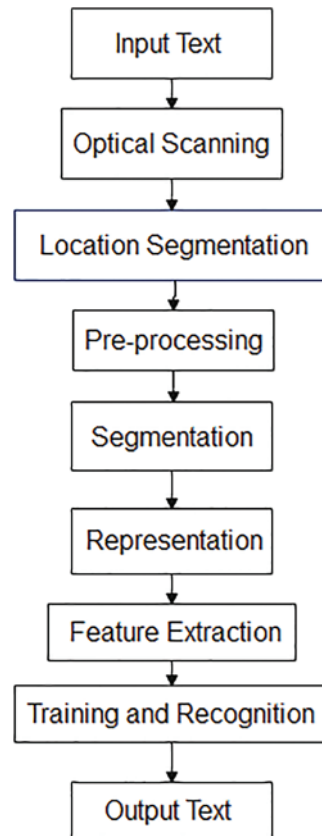 Input Text
Optical Scanning
Location Segmentation
Pre-processing
Segmentation
Representation
Feature Extraction
Training and Recognition
Output Text